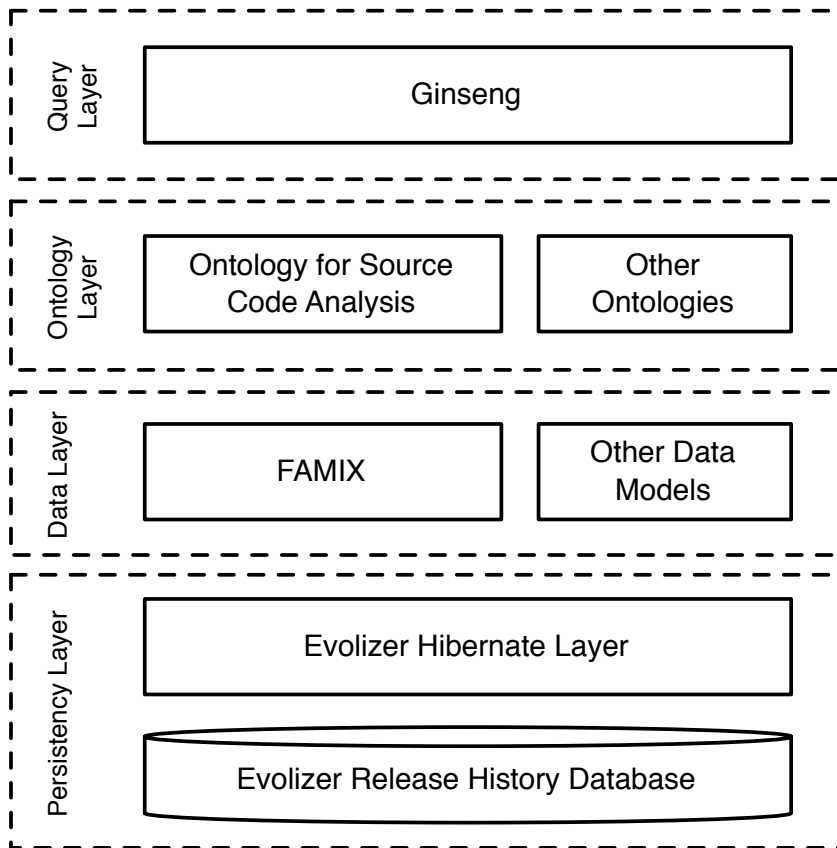 Query
Layer
Ginseng
Ontology
Layer
Ontology for Source
Code Analysis
Other
Ontologies
Data Layer
FAMIX
Other Data
Models
Persistency Layer
Evolizer Hibernate Layer
Evolizer Release History Database